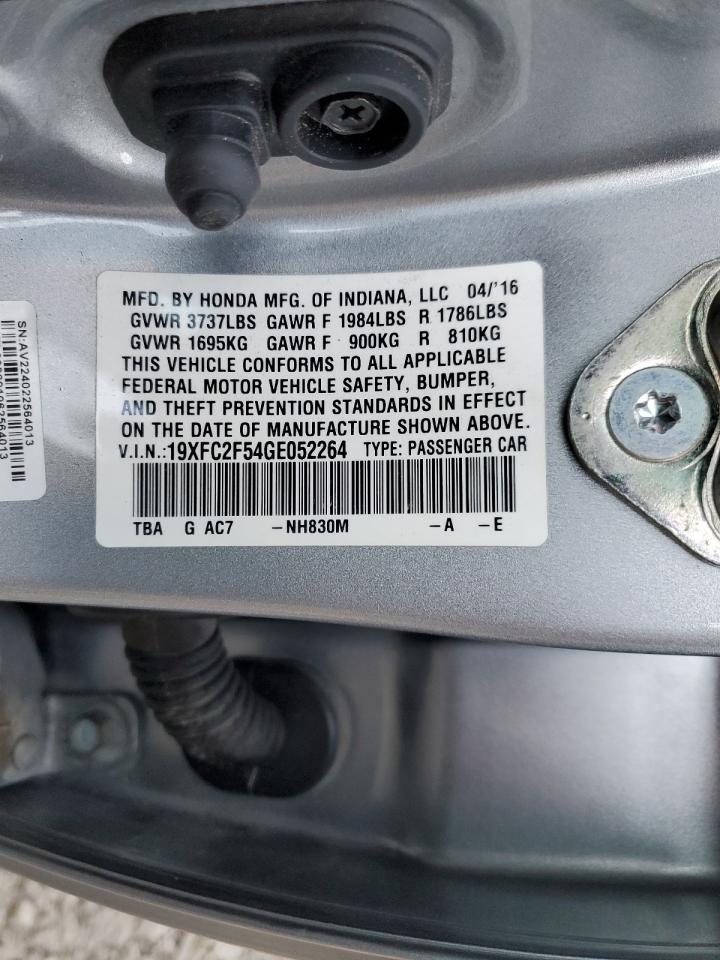 MFD. BY HONDA MFG. OF INDIANA, LLC 04/'16
GVWR 3737LBS GAWR F 1984LBS R 1786LBS
GVWR 1695KG GAWR F 900KG R 810KG
THIS VEHICLE CONFORMS TO ALL APPLICABLE
FEDERAL MOTOR VEHICLE SAFETY, BUMPER,
AND THEFT PREVENTION STANDARDS IN EFFECT
ON THE DATE OF MANUFACTURE SHOWN ABOVE.
V.I.N.:19XFC2F54GE052264 TYPE: PASSENGER CAR
TBA G AC7 -NH830M -A -E
SN:AV224022564013